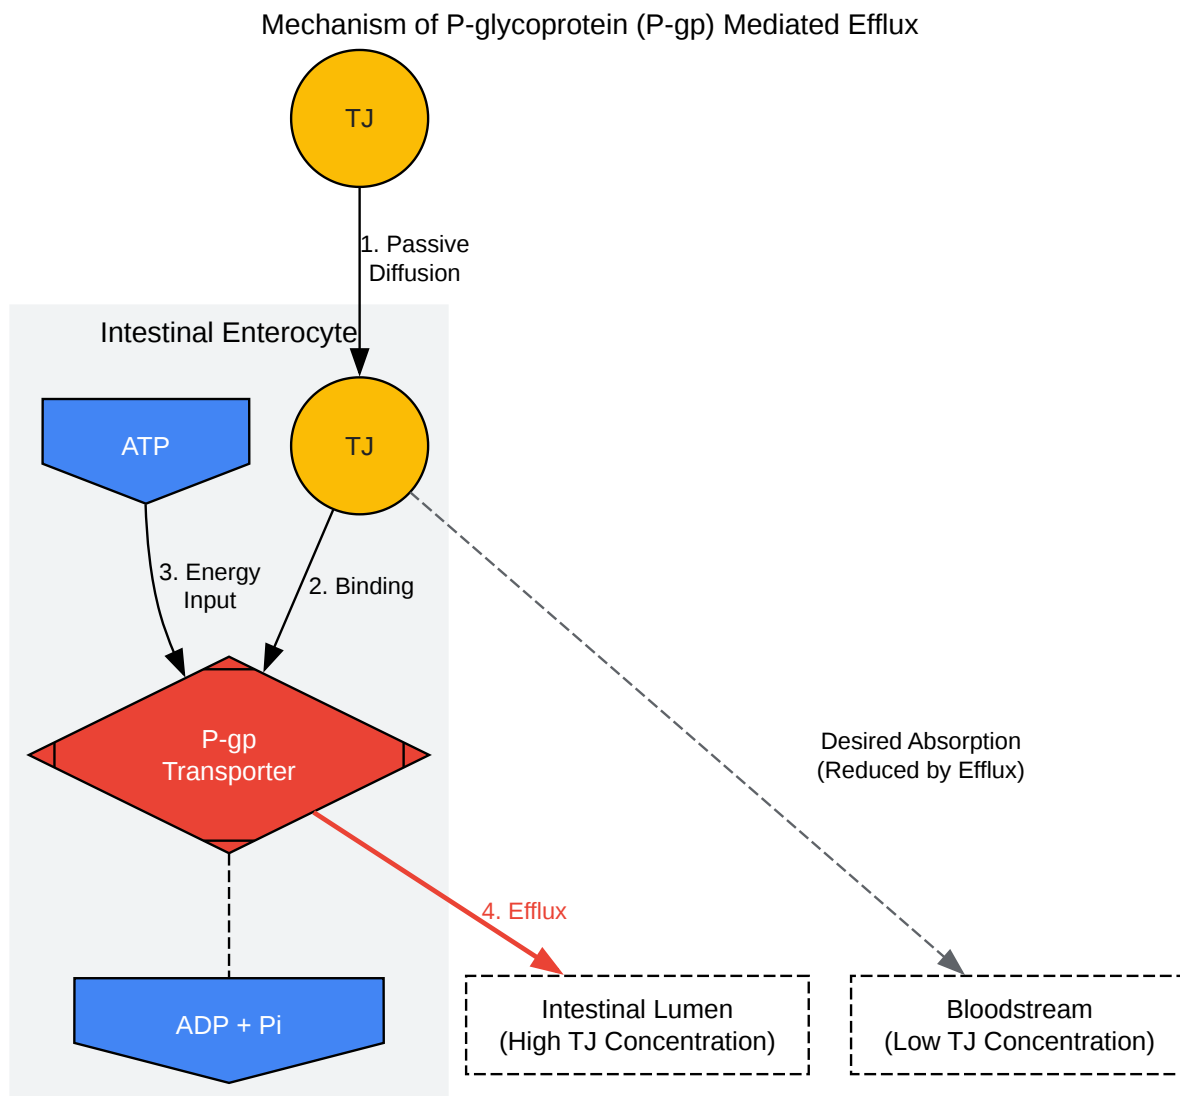 Mechanism of P-glycoprotein (P-gp) Mediated Efflux
TJ
1. Passive
Diffusion
Intestinal Enterocyte
ATP
TJ
3. Energy
Input
2. Binding
P-gp
Transporter
Desired Absorption
(Reduced by Efflux)
4. Efflux
ADP + Pi
Intestinal Lumen
(High TJ Concentration)
Bloodstream
(Low TJ Concentration)